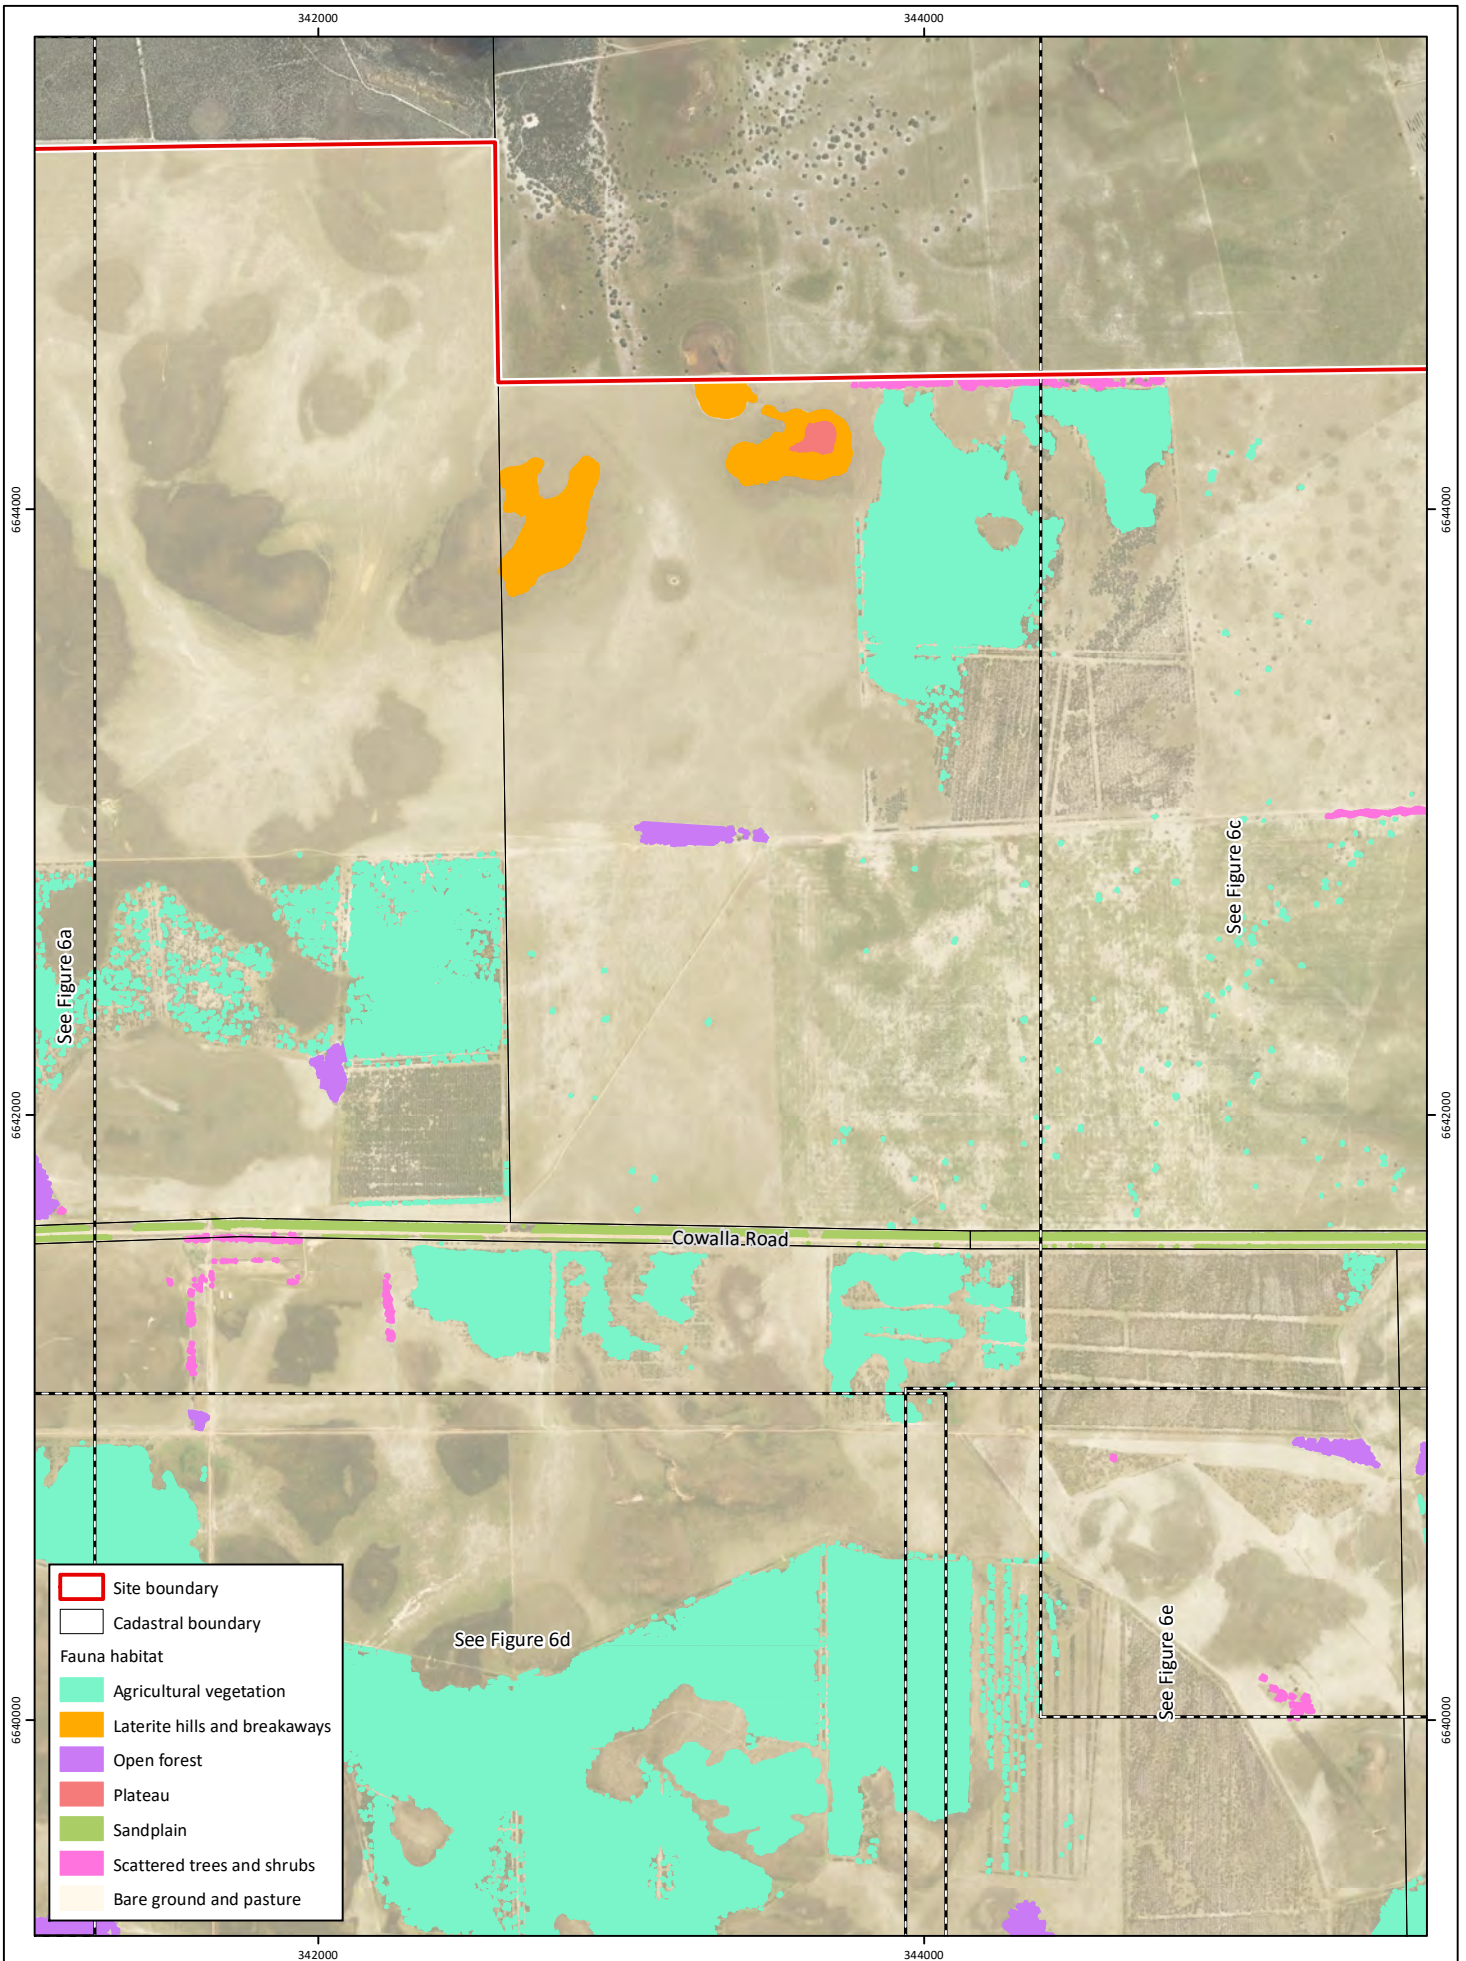 342000
344000
6644000
6644000
See Figure 6c
See Figure 6a
6642000
6642000
Cowalla Road
See Figure 6d
See Figure 6e
6640000
6640000
Site boundary
Cadastral boundary
Fauna habitat
Agricultural vegetation
Laterite hills and breakaways
Open forest
Plateau
Sandplain
Scattered trees and shrubs
Bare ground and pasture
342000
344000